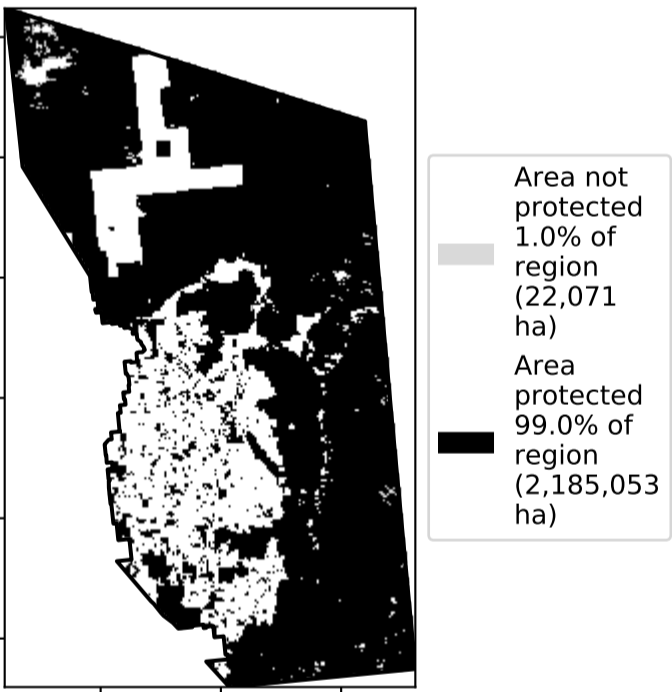 Area not
protected
1.0% of
region
(22,071
ha)
Area
protected
99.0% of
region
(2,185,053
ha)